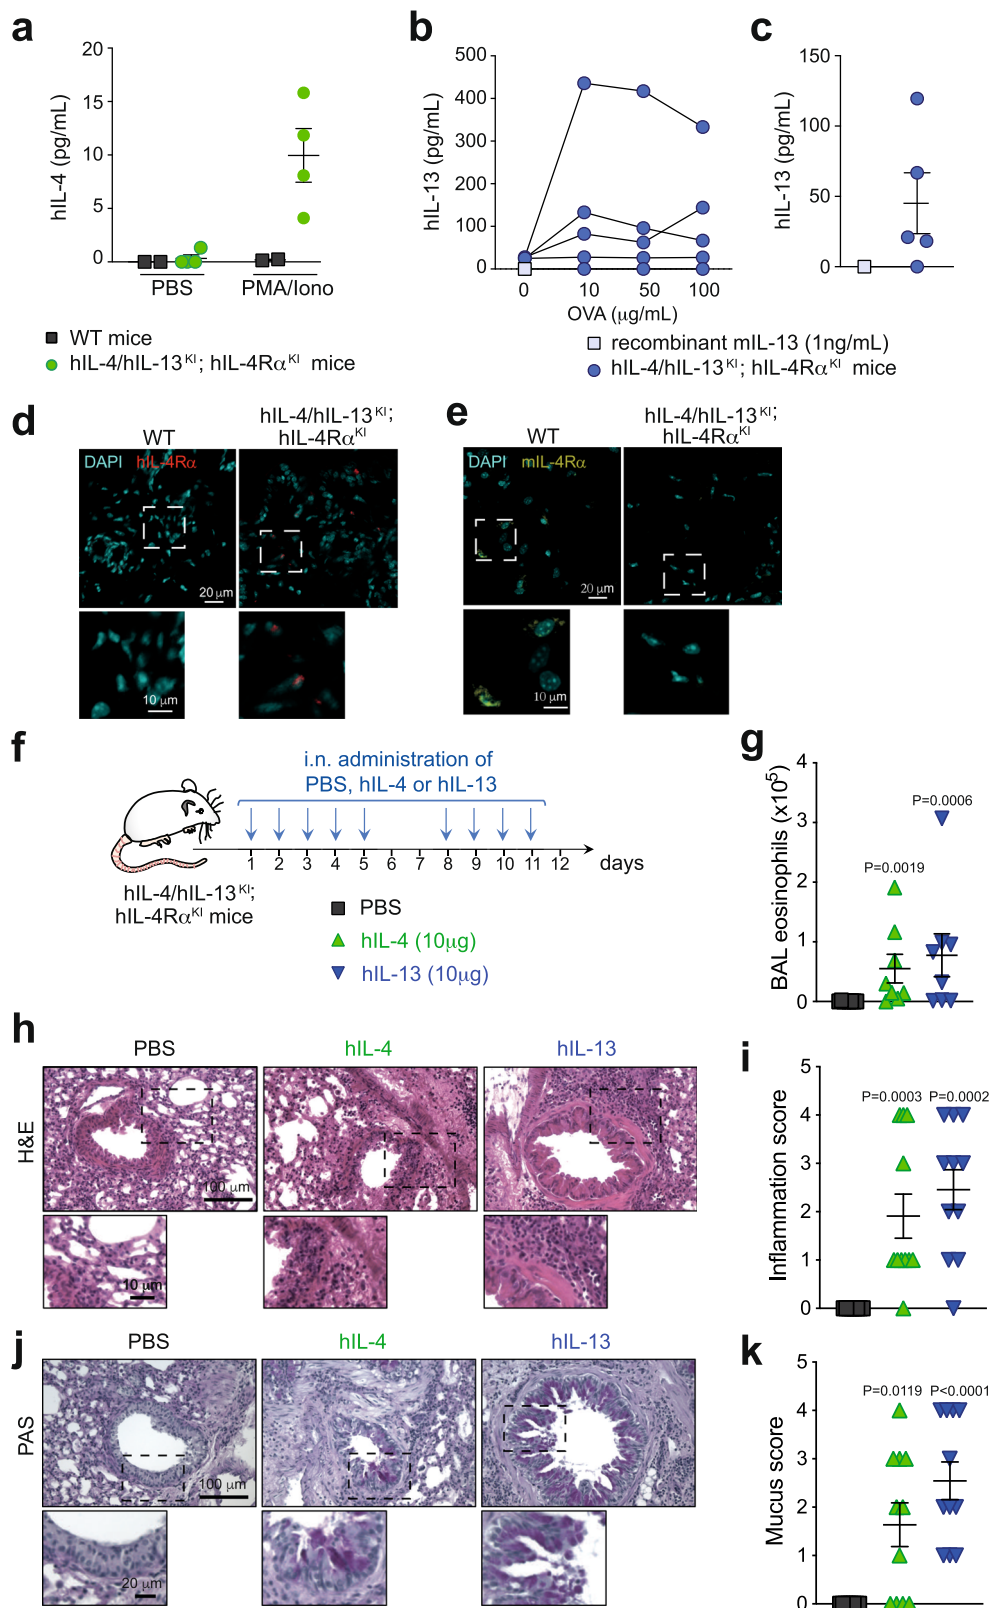 a
20
15
10
5
0
hIL-4 (pg/mL)
PBS
PMA/Iono
WT mice
hIL-4/hIL-13KI; hIL-4RαKI mice
b
500
400
300
200
100
0
hIL-13 (pg/mL)
0 10 50 100
OVA (µg/mL)
c
150
100
50
0
hIL-13 (pg/mL)
recombinant mIL-13 (1ng/mL)
hIL-4/hIL-13KI; hIL-4RαKI mice
d
WT
hIL-4/hIL-13KI;
hIL-4RαKI
DAPI hIL-4Rα
20 µm
10 µm
e
WT
hIL-4/hIL-13KI;
hIL-4RαKI
DAPI mIL-4Rα
20 µm
10 µm
f
i.n. administration of
PBS, hIL-4 or hIL-13
1 2 3 4 5 6 7 8 9 10 11 12 days
hIL-4/hIL-13KI;
hIL-4RαKI mice
PBS
hIL-4 (10µg)
hIL-13 (10µg)
g
4
3
2
1
0
BAL eosinophils (x105)
P=0.0006
P=0.0019
h
PBS hIL-4 hIL-13
H&E
100 µm
10 µm
i
5
4
3
2
1
0
Inflammation score
P=0.0003 P=0.0002
j
PBS hIL-4 hIL-13
PAS
100 µm
20 µm
k
5
4
3
2
1
0
Mucus score
P=0.0119 P<0.0001